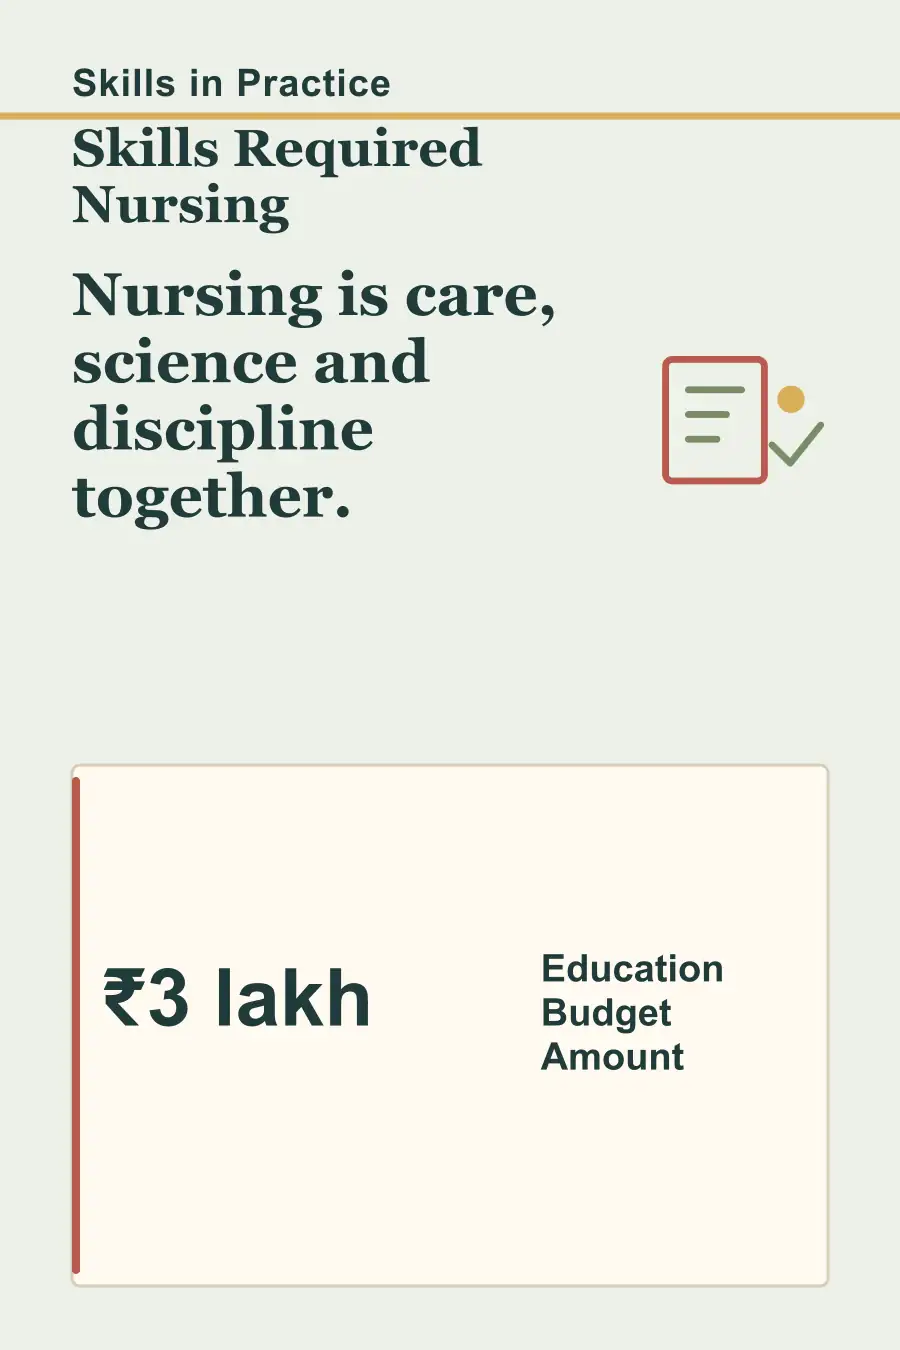 Skills in Practice
Skills Required
Nursing
Nursing is care,
science and
discipline
together.
₹3 lakh
Education
Budget
Amount